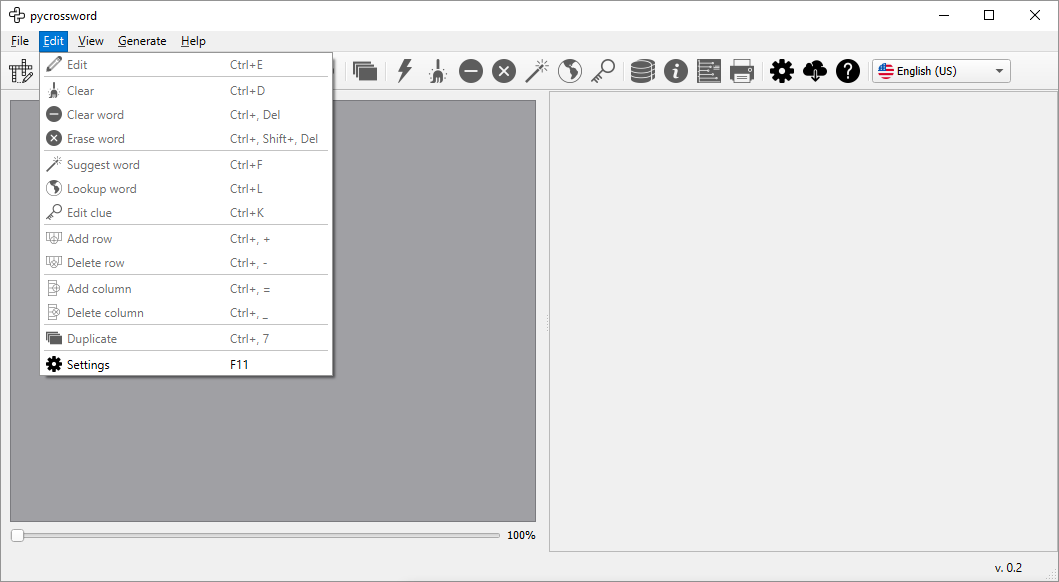 pycrossword
File Edit View Generate Help
English (US)
Edit Ctrl+E
Clear Ctrl+D
Clear word Ctrl+, Del
Erase word Ctrl+, Shift+, Del
Suggest word Ctrl+F
Lookup word Ctrl+L
Edit clue Ctrl+K
Add row Ctrl+, +
Delete row Ctrl+, -
Add column Ctrl+, =
Delete column Ctrl+, _
Duplicate Ctrl+, 7
Settings F11
100%
v. 0.2